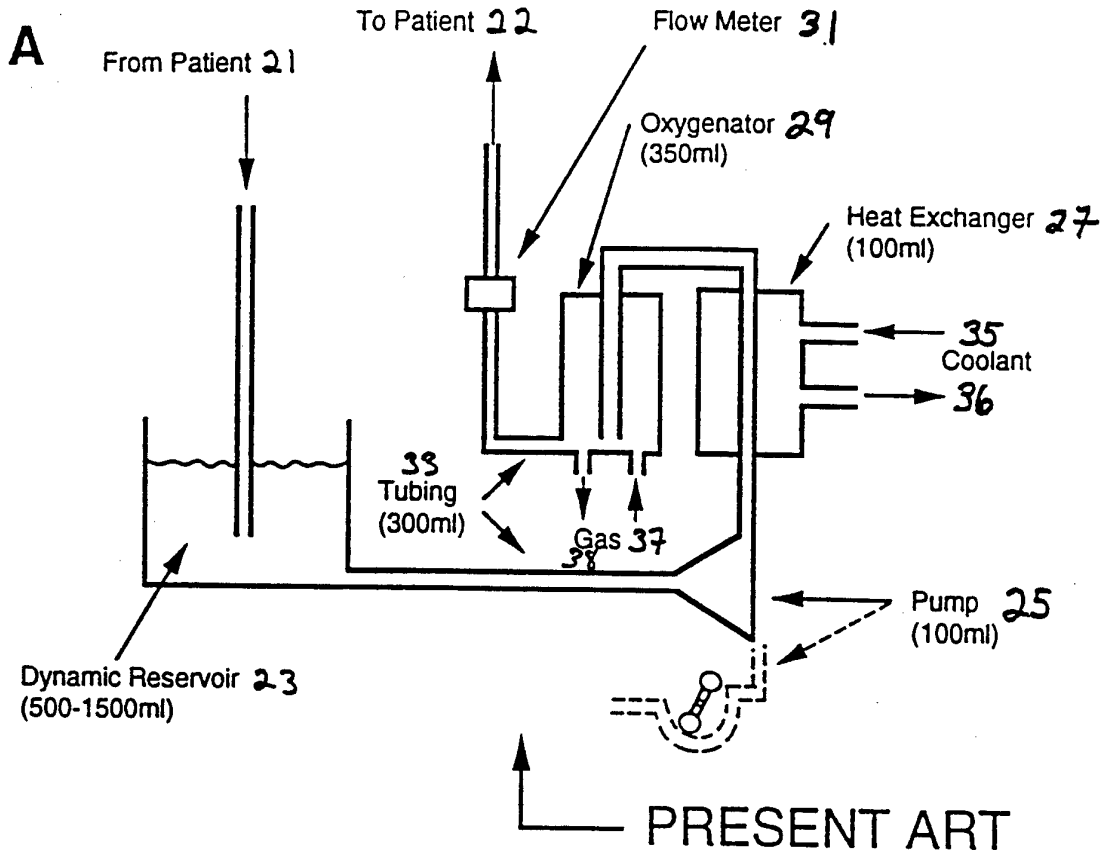 A
To Patient 22
Flow Meter 31
From Patient 21
Oxygenator 29
(350ml)
Heat Exchanger 27
(100ml)
35
Coolant
36
33
Tubing
(300ml)
Gas 37
38
Pump 25
(100ml)
Dynamic Reservoir 23
(500-1500ml)
PRESENT ART